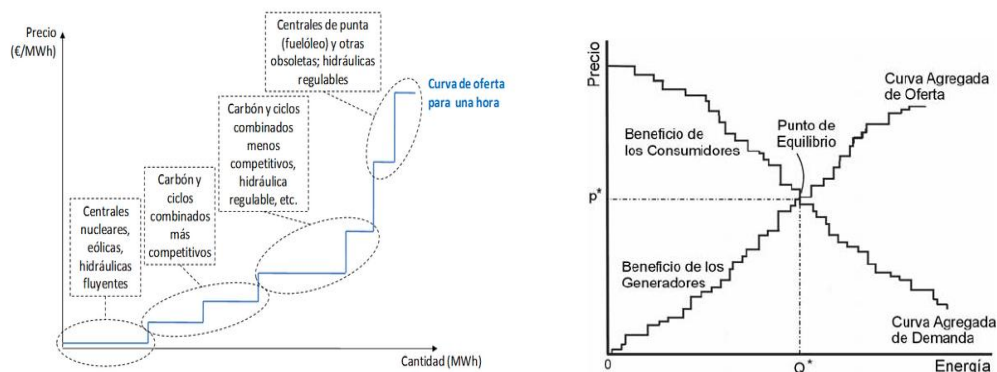 Precio
(€/MWh)
Centrales de punta
(fuelóleo) y otras
obsoletas; hidráulicas
regulables
Curva de oferta
para una hora
Carbón y ciclos
combinados
menos
competitivos,
hidráulica
regulable, etc.
Carbón y
ciclos
combinados
más
competitivos
Centrales
nucleares,
eólicas,
hidráulicas
fluyentes
Cantidad (MWh)
Precio
Curva Agregada
de Oferta
Beneficio de
los Consumidores
Punto de
Equilibrio
p*
Beneficio de los
Generadores
Curva Agregada
de Demanda
0
Q*
Energía